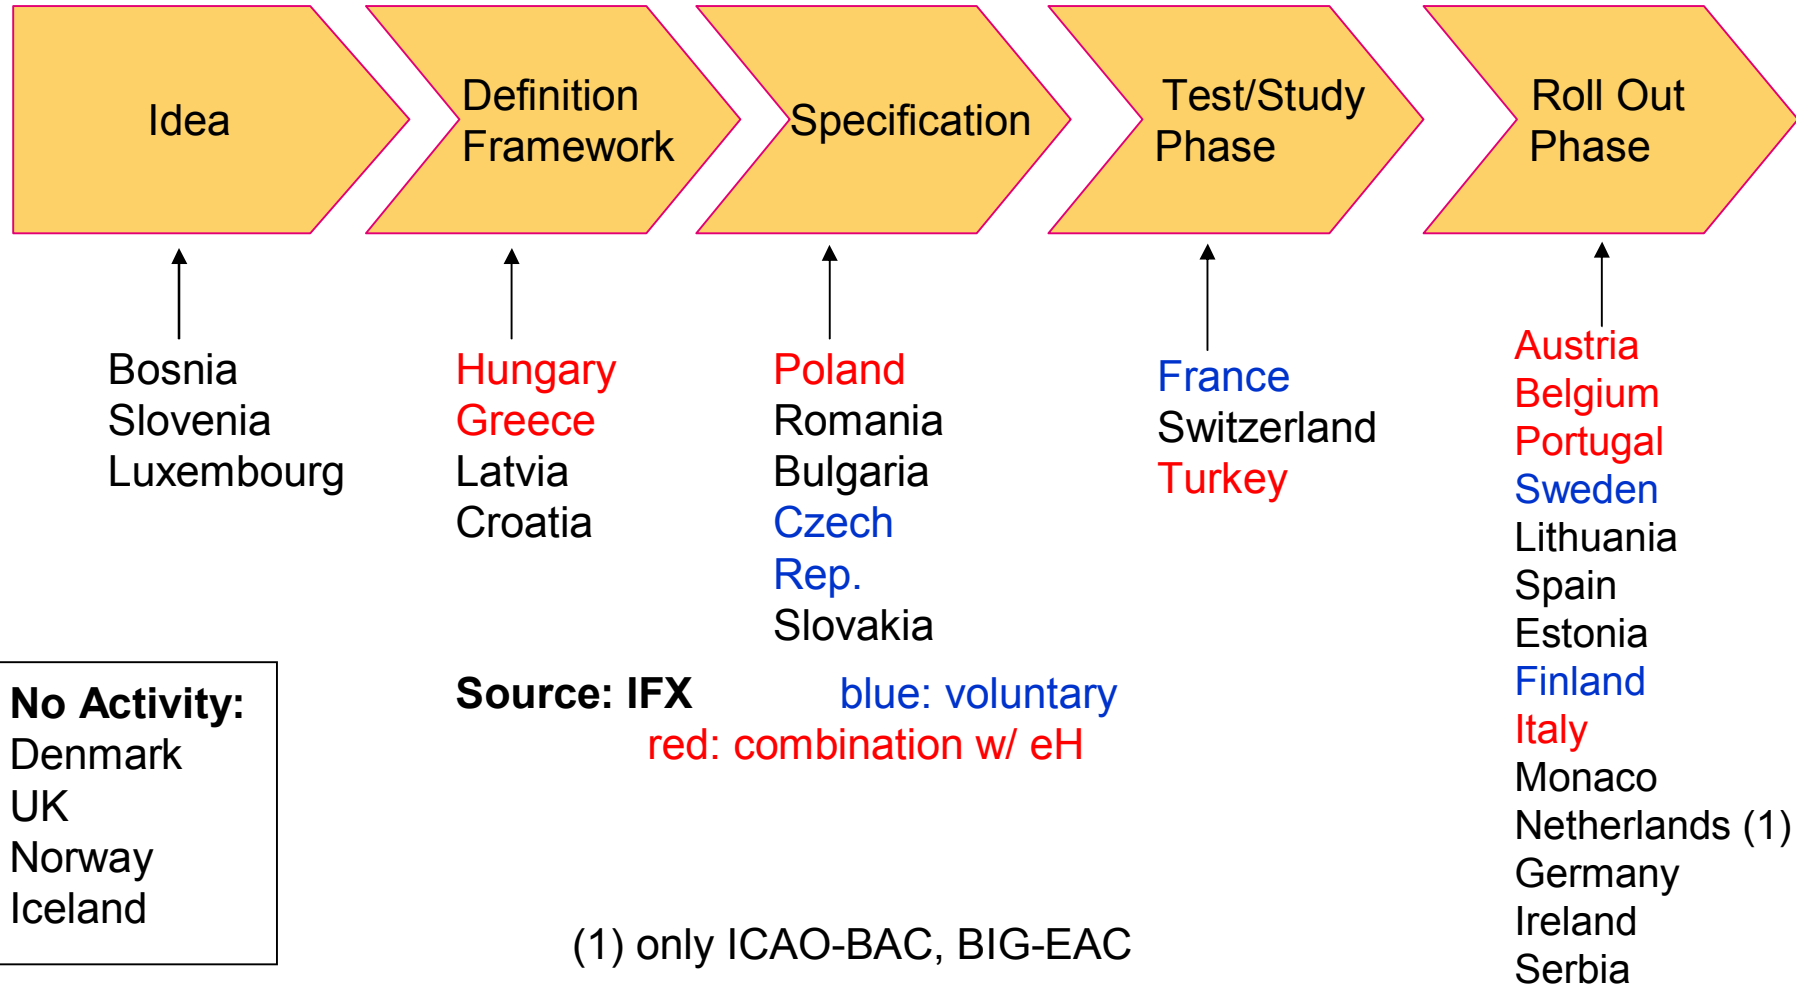 Idea
Definition
Framework
Specification
Test/Study
Phase
Roll Out
Phase
Bosnia
Slovenia
Luxembourg
Hungary
Greece
Latvia
Croatia
Poland
Romania
Bulgaria
Czech
Rep.
Slovakia
France
Switzerland
Turkey
Austria
Belgium
Portugal
Sweden
Lithuania
Spain
Estonia
Finland
Italy
Monaco
Netherlands (1)
Germany
Ireland
Serbia
No Activity:
Denmark
UK
Norway
Iceland
Source: IFX
blue: voluntary
red: combination w/ eH
(1) only ICAO-BAC, BIG-EAC